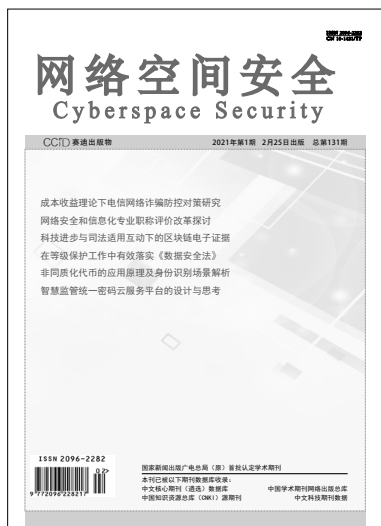 ISSN 2096-2282
CN 10-1421/TP
网络空间安全
Cyberspace Security
CCID 赛迪出版物 2021年第1期 2月25日出版 总第131期
成本收益理论下电信网络诈骗防控对策研究
网络安全和信息化专业职称评价改革探讨
科技进步与司法适用互动下的区块链电子证据
在等级保护工作中有效落实《数据安全法》
非同质化代币的应用原理及身份识别场景解析
智慧监管统一密码云服务平台的设计与思考
ISSN 2096-2282
02>
9 772096 228217
国家新闻出版广电总局（原）首批认定学术期刊
本刊已被以下期刊数据库收录：
中文核心期刊（遴选）数据库 中国学术期刊网络出版总库
中国知识资源总库（CNKI）源期刊 中文科技期刊数据